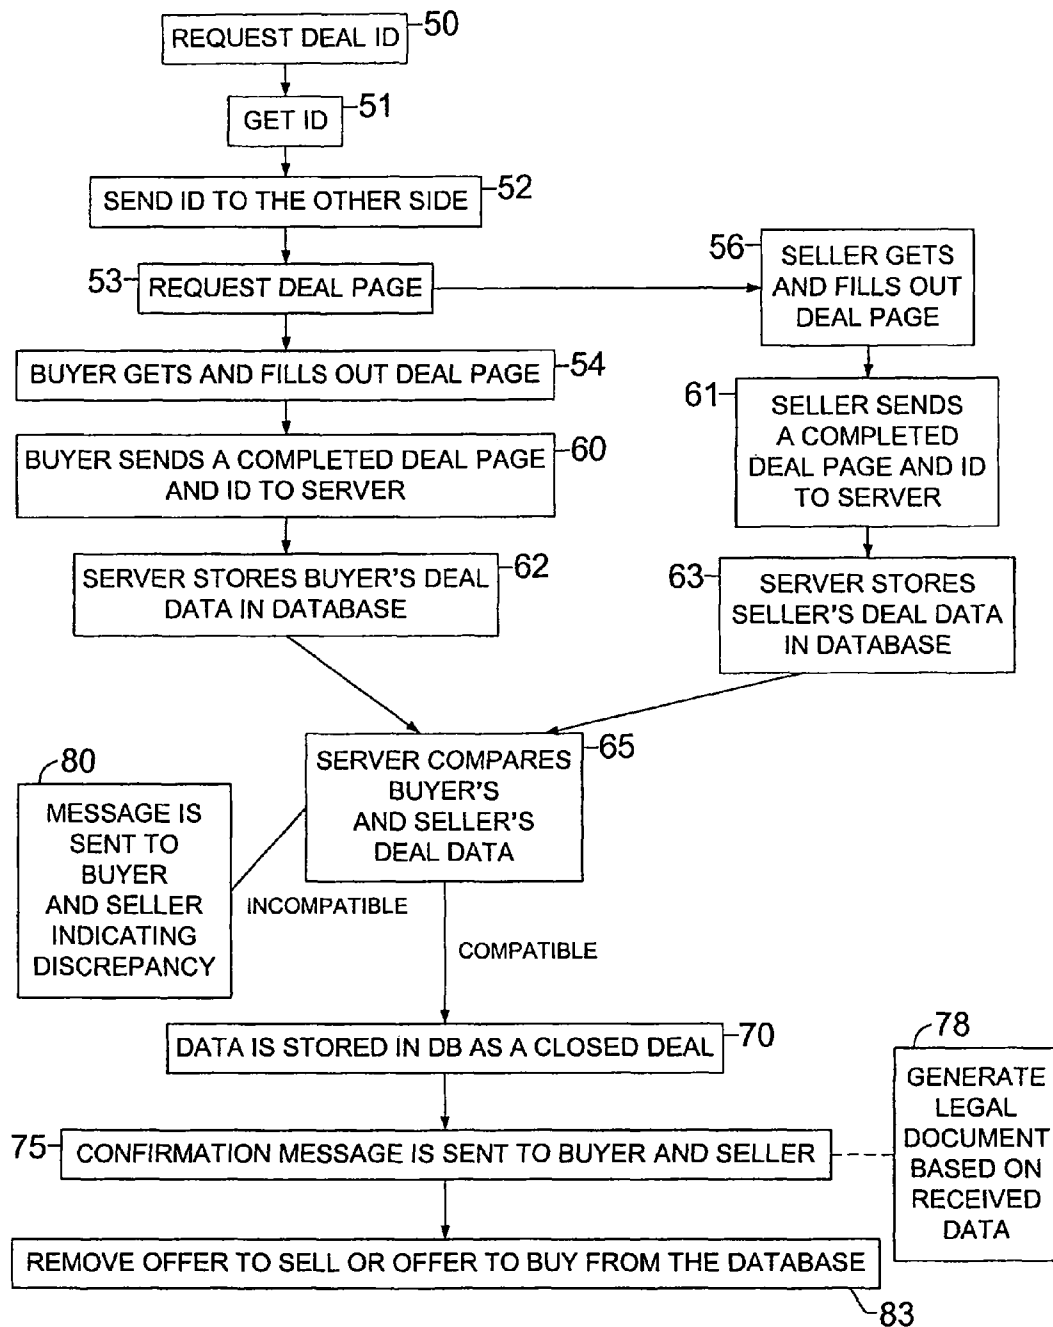 REQUEST DEAL ID
50
GET ID
51
SEND ID TO THE OTHER SIDE
52
53
REQUEST DEAL PAGE
56
SELLER GETS
AND FILLS OUT
DEAL PAGE
BUYER GETS AND FILLS OUT DEAL PAGE
54
61
SELLER SENDS
A COMPLETED
DEAL PAGE AND ID
TO SERVER
BUYER SENDS A COMPLETED DEAL PAGE
AND ID TO SERVER
60
SERVER STORES BUYER'S DEAL
DATA IN DATABASE
62
63
SERVER STORES
SELLER'S DEAL DATA
IN DATABASE
SERVER COMPARES
BUYER'S
AND SELLER'S
DEAL DATA
65
80
MESSAGE IS
SENT TO
BUYER
AND SELLER
INDICATING
DISCREPANCY
INCOMPATIBLE
COMPATIBLE
DATA IS STORED IN DB AS A CLOSED DEAL
70
78
GENERATE
LEGAL
DOCUMENT
BASED ON
RECEIVED
DATA
75
CONFIRMATION MESSAGE IS SENT TO BUYER AND SELLER
REMOVE OFFER TO SELL OR OFFER TO BUY FROM THE DATABASE
83